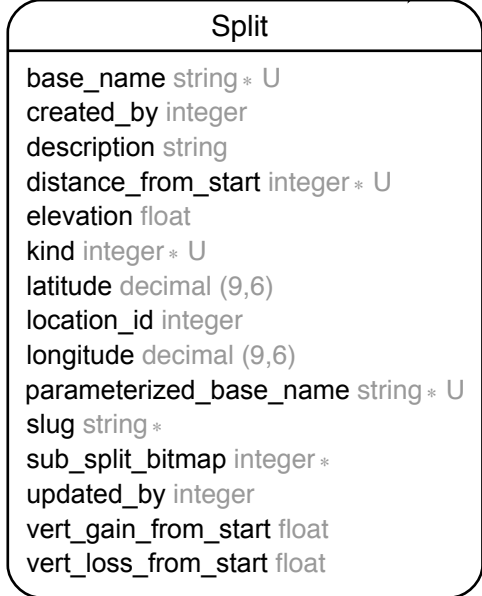 Split
base_name string* U
created_by integer
description string
distance_from_start integer* U
elevation float
kind integer* U
latitude decimal (9,6)
location_id integer
longitude decimal (9,6)
parameterized_base_name string* U
slug string*
sub_split_bitmap integer*
updated_by integer
vert_gain_from_start float
vert_loss_from_start float